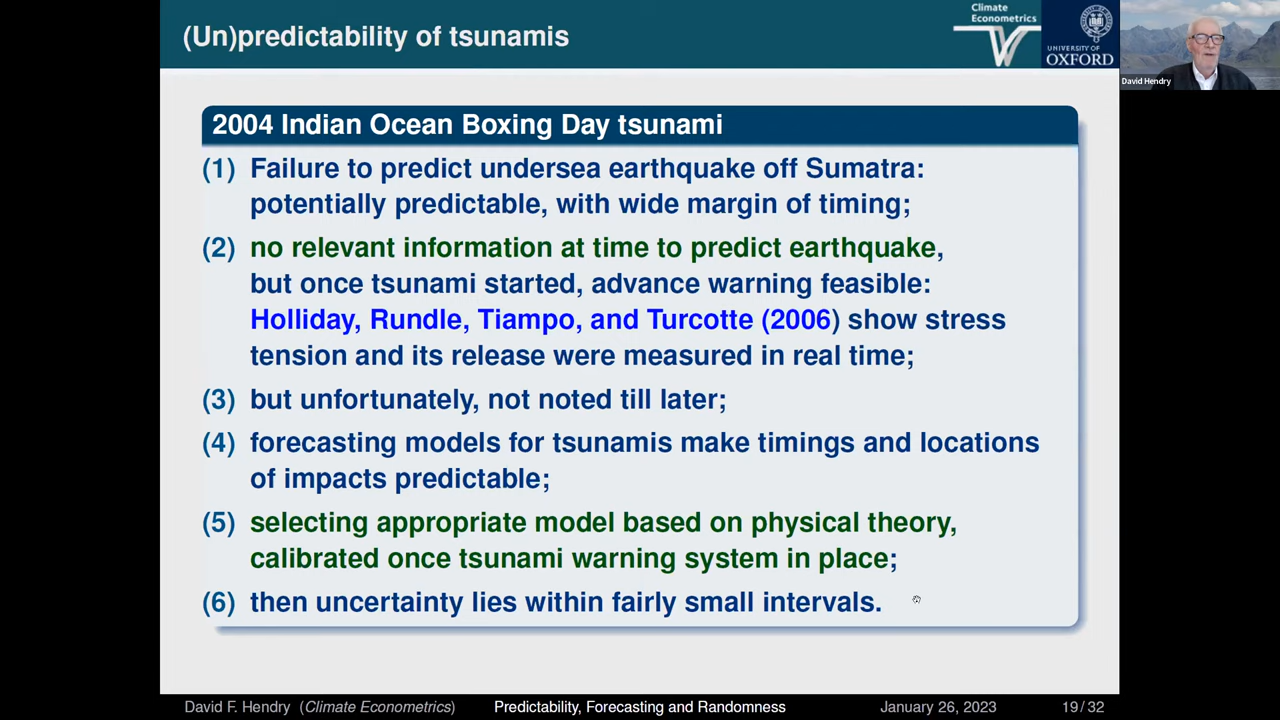 (Un)predictability of tsunamis
Climate
Econometrics
UNIVERSITY OF
OXFORD
David Hendry
2004 Indian Ocean Boxing Day tsunami
(1) Failure to predict undersea earthquake off Sumatra:
potentially predictable, with wide margin of timing;
(2) no relevant information at time to predict earthquake,
but once tsunami started, advance warning feasible:
Holliday, Rundle, Tiampo, and Turcotte (2006) show stress
tension and its release were measured in real time;
(3) but unfortunately, not noted till later;
(4) forecasting models for tsunamis make timings and locations
of impacts predictable;
(5) selecting appropriate model based on physical theory,
calibrated once tsunami warning system in place;
(6) then uncertainty lies within fairly small intervals.
David F. Hendry (Climate Econometrics) Predictability, Forecasting and Randomness January 26, 2023 19 / 32